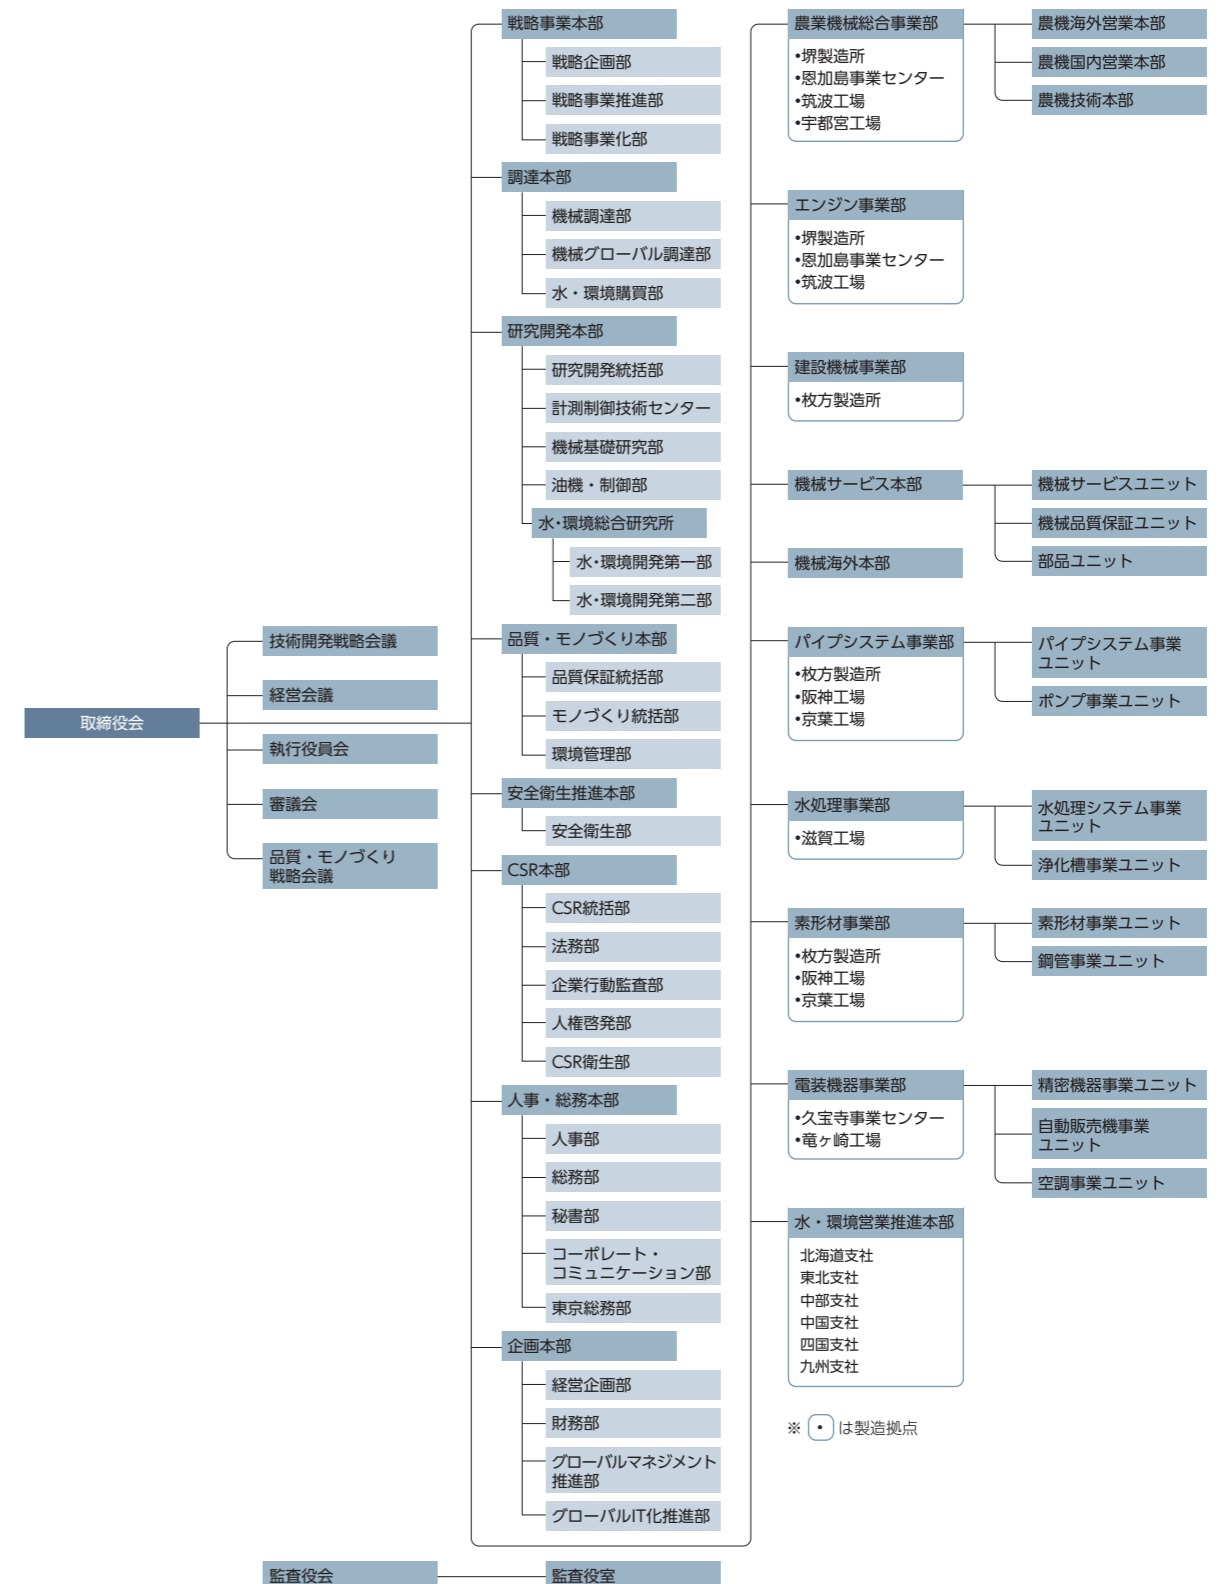 取締役会
技術開発戦略会議
経営会議
執行役員会
審議会
品質・モノづくり
戦略会議
戦略事業本部
戦略企画部
戦略事業推進部
戦略事業化部
調達本部
機械調達部
機械グローバル調達部
水・環境購買部
研究開発本部
研究開発統括部
計測制御技術センター
機械基礎研究部
油機・制御部
水・環境総合研究所
水・環境開発第一部
水・環境開発第二部
品質・モノづくり本部
品質保証統括部
モノづくり統括部
環境管理部
安全衛生推進本部
安全衛生部
CSR本部
CSR統括部
法務部
企業行動監査部
人権啓発部
CSR衛生部
人事・総務本部
人事部
総務部
秘書部
コーポレート・
コミュニケーション部
東京総務部
企画本部
経営企画部
財務部
グローバルマネジメント
推進部
グローバルIT化推進部
監査役会
監査役室
農業機械総合事業部
•堺製造所
•恩加島事業センター
•筑波工場
•宇都宮工場
農機海外営業本部
農機国内営業本部
農機技術本部
エンジン事業部
•堺製造所
•恩加島事業センター
•筑波工場
建設機械事業部
•枚方製造所
機械サービス本部
機械サービスユニット
機械品質保証ユニット
部品ユニット
機械海外本部
パイプシステム事業部
•枚方製造所
•阪神工場
•京葉工場
パイプシステム事業
ユニット
ポンプ事業ユニット
水処理事業部
•滋賀工場
水処理システム事業
ユニット
浄化槽事業ユニット
素形材事業部
•枚方製造所
•阪神工場
•京葉工場
素形材事業ユニット
鋼管事業ユニット
電装機器事業部
•久宝寺事業センター
•竜ヶ崎工場
精密機器事業ユニット
自動販売機事業
ユニット
空調事業ユニット
水・環境営業推進本部
北海道支社
東北支社
中部支社
中国支社
四国支社
九州支社
※ • は製造拠点